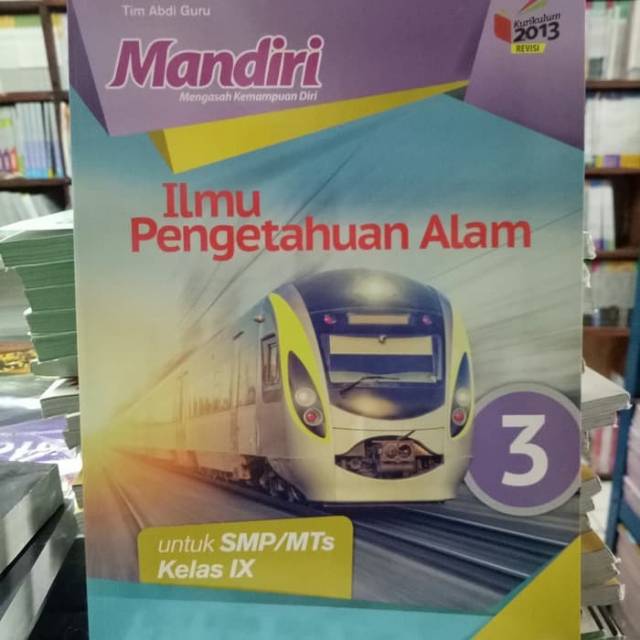 Tim Abdi Guru
Kurikulum
2013
REVISI
Mandiri
Mengasah Kemampuan Diri
Ilmu
Pengetahuan Alam
3
untuk SMP/MTs
Kelas IX